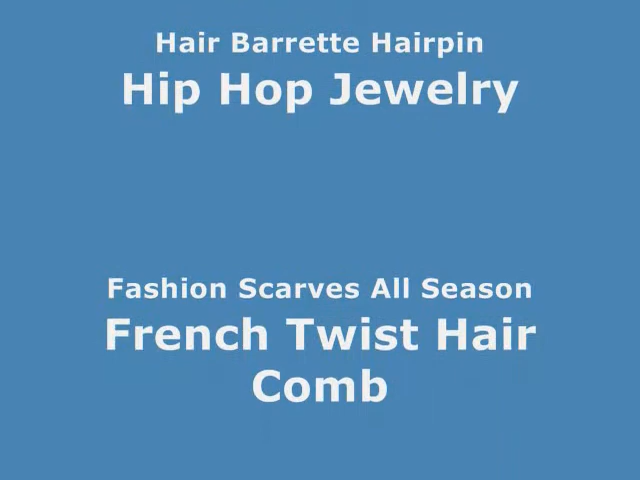 Hair Barrette Hairpin
Hip Hop Jewelry
Fashion Scarves All Season
French Twist Hair
Comb